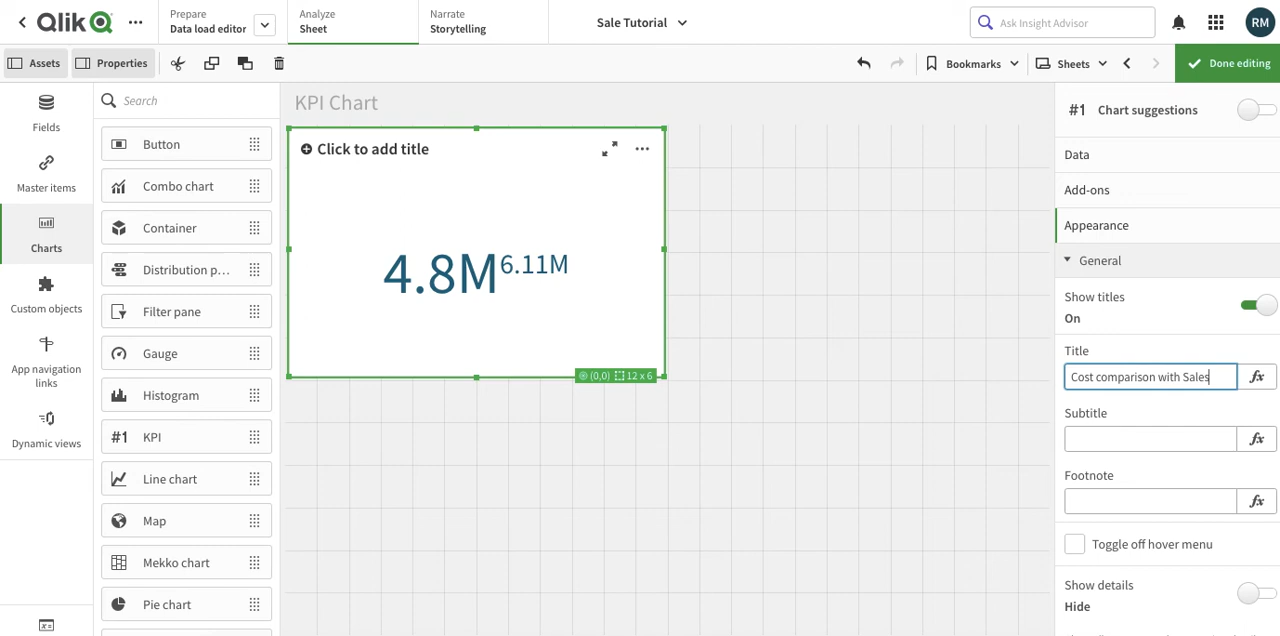 Qlik
Prepare
Data load editor
Analyze
Sheet
Narrate
Storytelling
Sale Tutorial
Ask Insight Advisor
RM
Assets
Properties
Bookmarks
Sheets
Done editing
Fields
Master items
Charts
Custom objects
App navigation
links
Dynamic views
Search
Button
Combo chart
Container
Distribution p...
Filter pane
Gauge
Histogram
#1 KPI
Line chart
Map
Mekko chart
Pie chart
KPI Chart
Click to add title
4.8M 6.11M
(0,0) 12 x 6
#1 Chart suggestions
Data
Add-ons
Appearance
General
Show titles
On
Title
Cost comparison with Sales
fx
Subtitle
fx
Footnote
fx
Toggle off hover menu
Show details
Hide